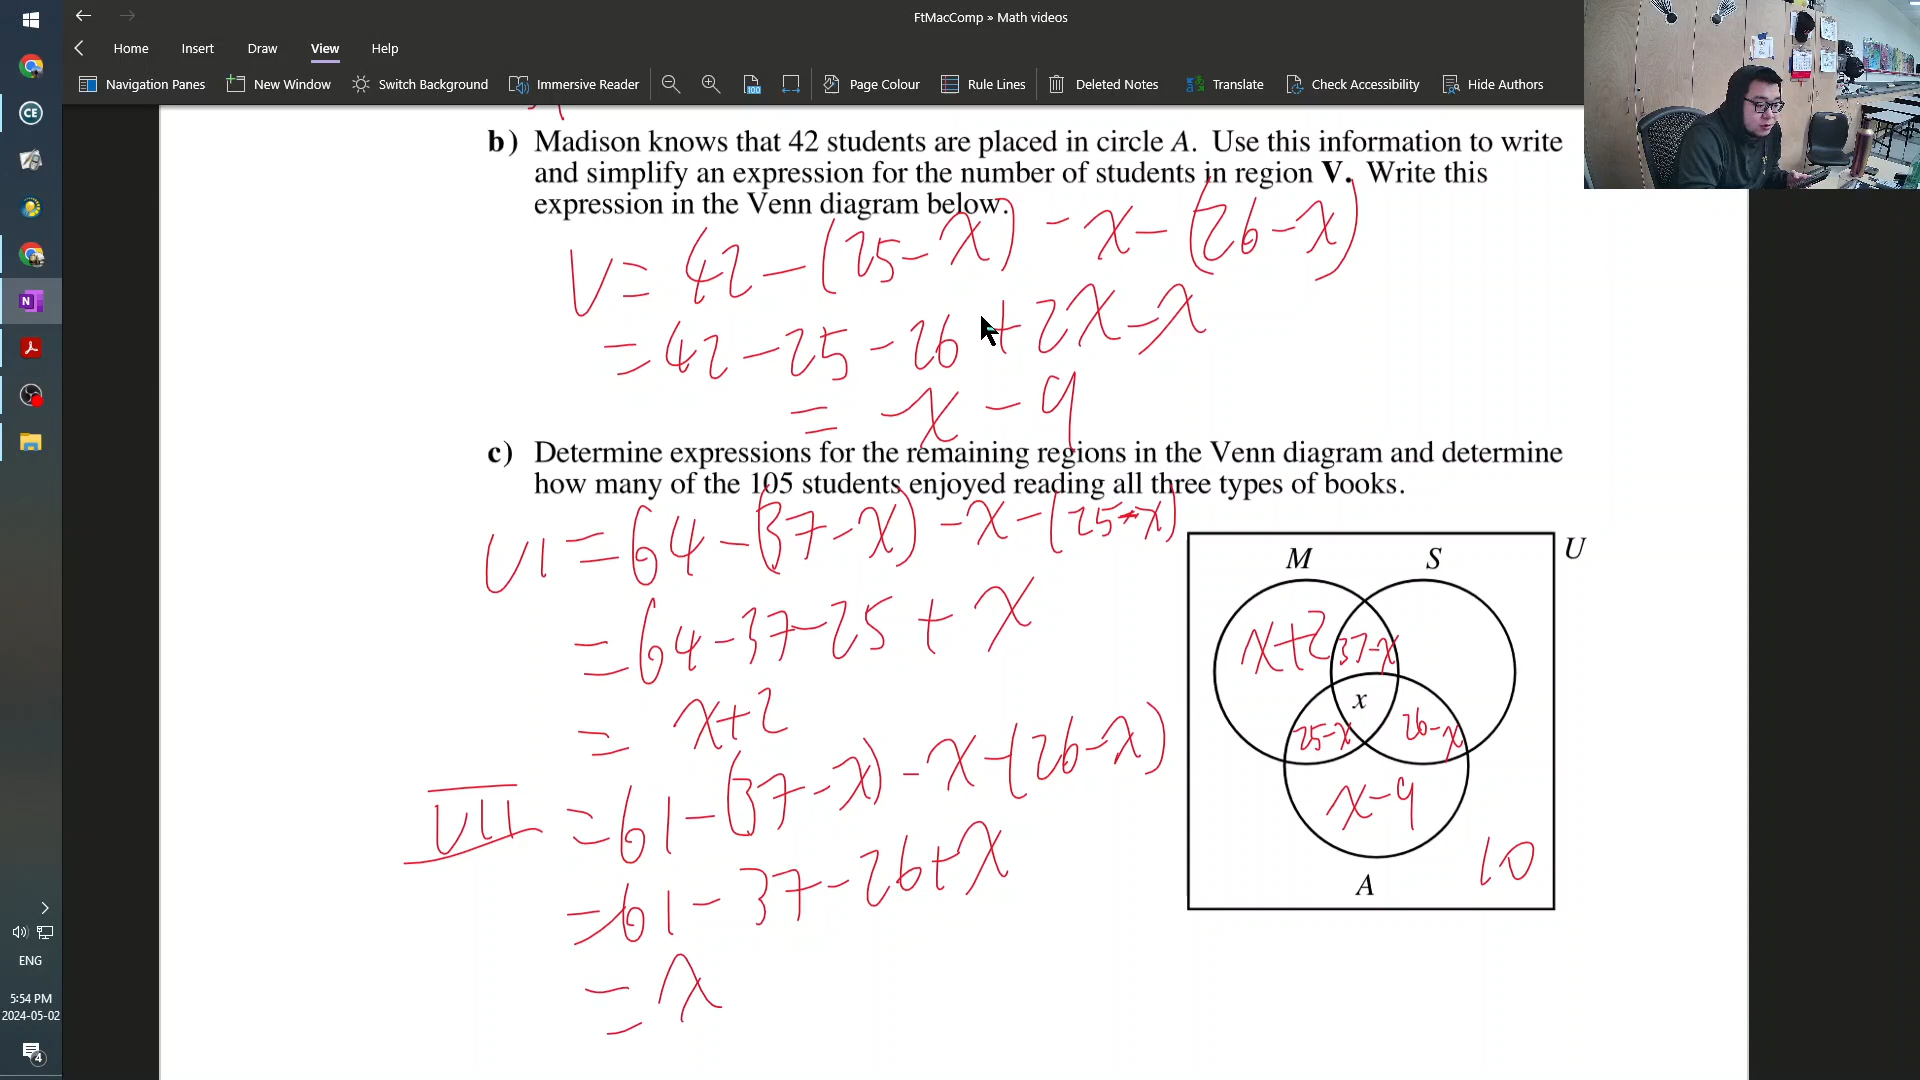 FtMacComp » Math videos
Home Insert Draw View Help
Navigation Panes New Window Switch Background Immersive Reader 100 Page Colour Rule Lines Deleted Notes Translate Check Accessibility Hide Authors
b) Madison knows that 42 students are placed in circle A. Use this information to write
and simplify an expression for the number of students in region V. Write this
expression in the Venn diagram below.
V = 42 - (25 - x) - x - (26 - x)
= 42 - 25 - 26 + 2x - x
= x - 9
c) Determine expressions for the remaining regions in the Venn diagram and determine
how many of the 105 students enjoyed reading all three types of books.
VI = 64 - (37 - x) - x - (25 - x)
= 64 - 37 - 25 + x
= x + 2
VII = 61 - (37 - x) - x - (26 - x)
= 61 - 37 - 26 + x
= x
M S U
x+2 37-x
x
25-x 26-x
x-9
10
A
CE
N
ENG
5:54 PM
2024-05-02
4